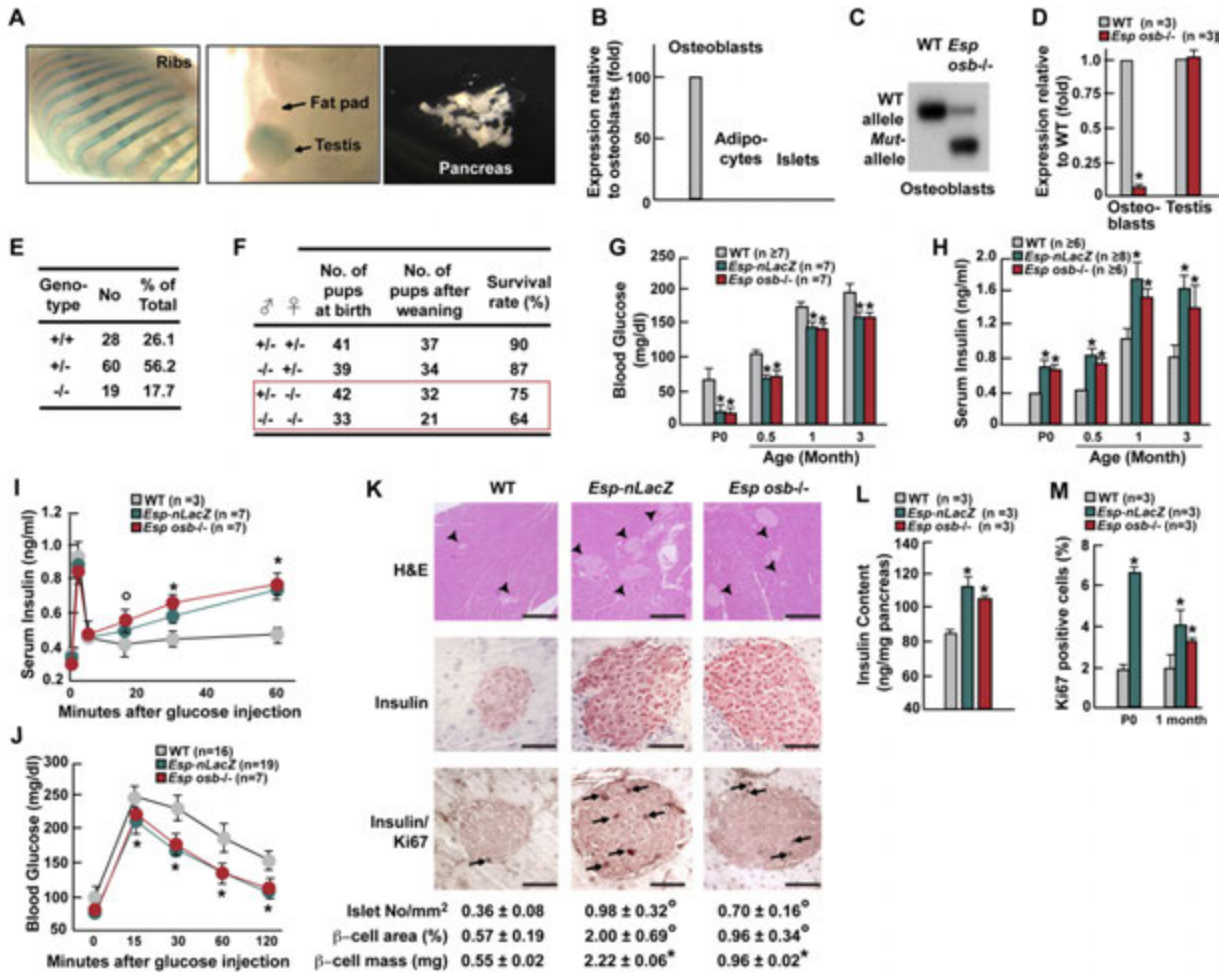 A
Ribs
Fat pad
Testis
Pancreas
B
Expression relative
to osteoblasts (fold)
100
50
0
Osteoblasts
Adipo-
cytes
Islets
C
WT Esp
osb-/-
WT
allele
Mut-
allele
Osteoblasts
D
WT (n =3)
Esp osb-/- (n =3)
Expression relative
to WT (fold)
1.0
0.75
0.50
0.25
0
*
Osteo-
blasts
Testis
E
Geno-
type
No
% of
Total
+/+ 28 26.1
+/- 60 56.2
-/- 19 17.7
F
♂ ♀
No. of
pups
at birth
No. of
pups after
weaning
Survival
rate (%)
+/- +/- 41 37 90
-/- +/- 39 34 87
+/- -/- 42 32 75
-/- -/- 33 21 64
G
WT (n ≥7)
Esp-nLacZ (n =7)
Esp osb-/- (n =7)
Blood Glucose
(mg/dl)
250
200
150
100
50
0
* *
* *
* *
**
P0 0.5 1 3
Age (Month)
H
WT (n ≥6)
Esp-nLacZ (n ≥8)
Esp osb-/- (n ≥6)
Serum Insulin (ng/ml)
2.0
1.6
1.2
0.8
0.4
0
* *
* *
* *
* *
P0 0.5 1 3
Age (Month)
I
WT (n =3)
Esp-nLacZ (n =7)
Esp osb-/- (n =7)
Serum Insulin (ng/ml)
1.2
1.0
0.8
0.6
0.4
0.2
o
*
*
0 20 40 60
Minutes after glucose injection
J
WT (n=16)
Esp-nLacZ (n=19)
Esp osb-/- (n=7)
Blood Glucose (mg/dl)
300
250
200
150
100
50
*
*
*
*
0 15 30 60 120
Minutes after glucose injection
K
WT Esp-nLacZ Esp osb-/-
H&E
Insulin
Insulin/
Ki67
Islet No/mm2 0.36 ± 0.08 0.98 ± 0.32o 0.70 ± 0.16o
β-cell area (%) 0.57 ± 0.19 2.00 ± 0.69o 0.96 ± 0.34o
β-cell mass (mg) 0.55 ± 0.02 2.22 ± 0.06* 0.96 ± 0.02*
L
WT (n =3)
Esp-nLacZ (n =3)
Esp osb-/- (n =3)
Insulin Content
(ng/mg pancreas)
140
120
100
80
60
40
*
*
M
WT (n=3)
Esp-nLacZ (n=3)
Esp osb-/- (n=3)
Ki67 positive cells (%)
8
6
4
2
0
*
*
*
P0 1 month